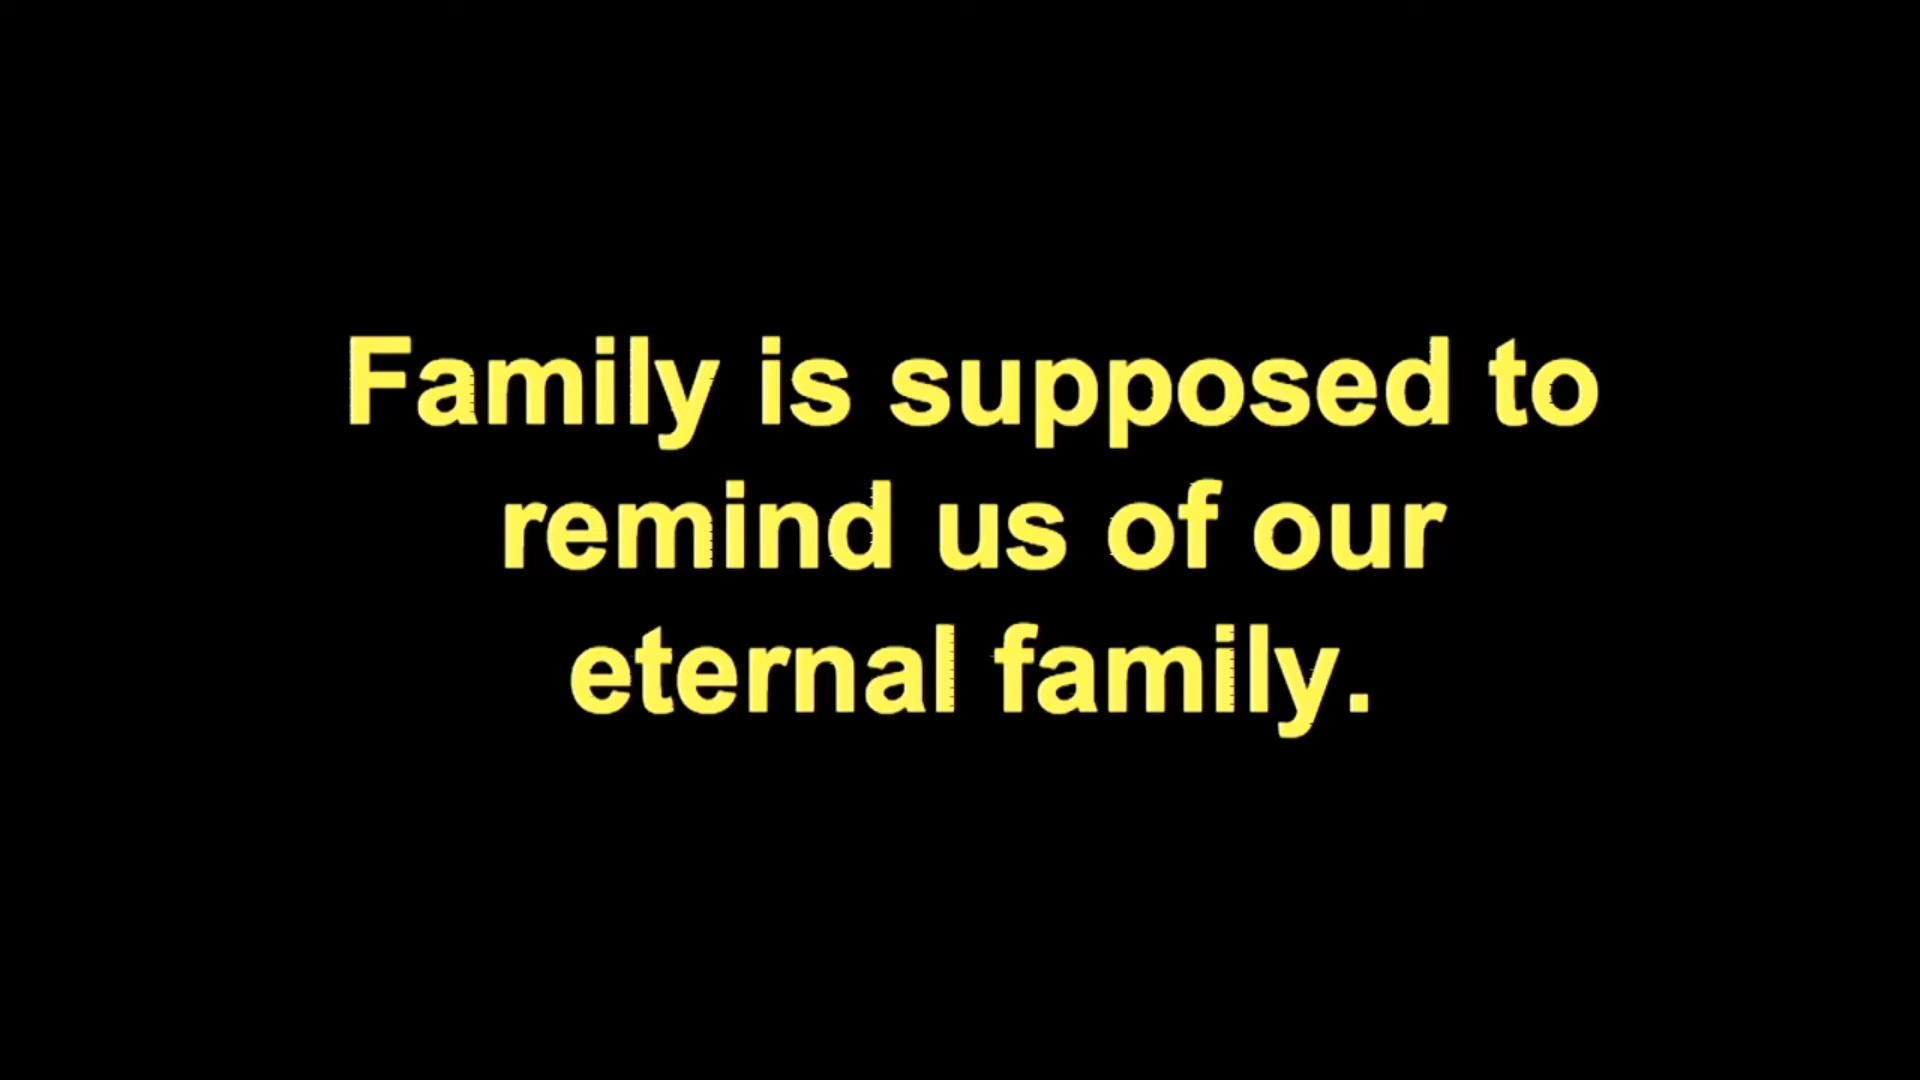 Family is supposed to
remind us of our
eternal family.